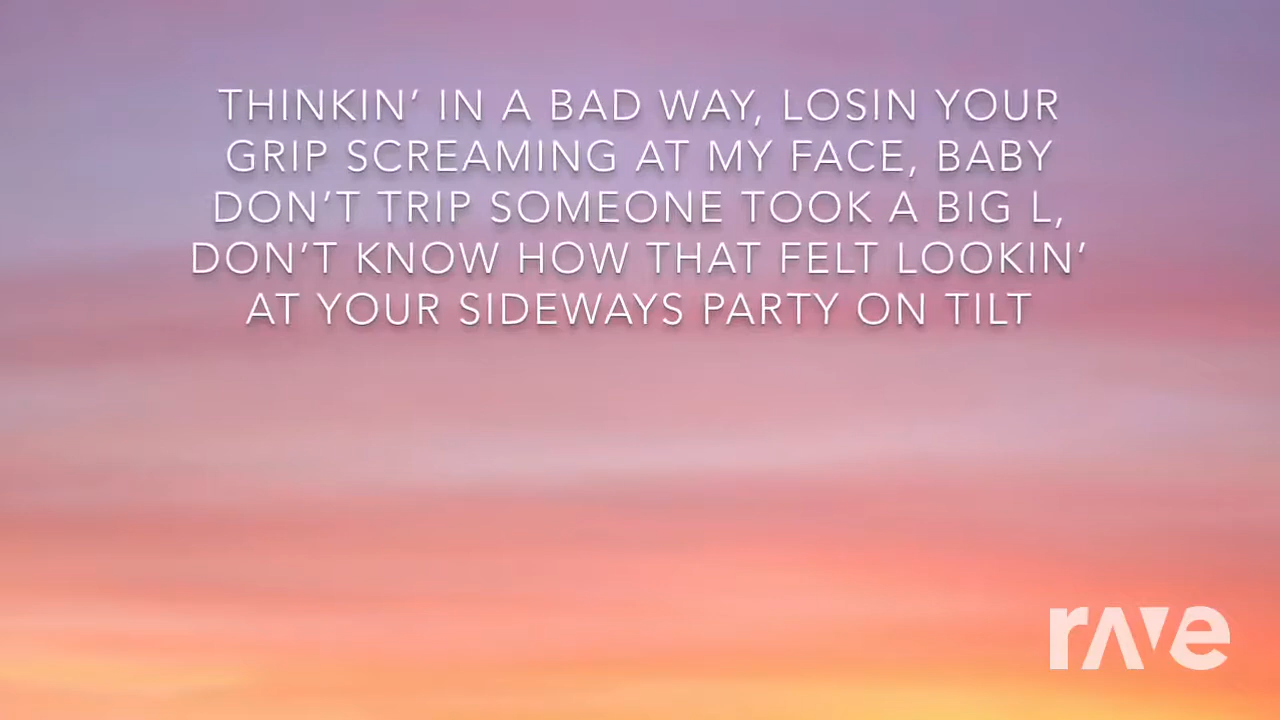 THINKIN’ IN A BAD WAY, LOSIN YOUR
GRIP SCREAMING AT MY FACE, BABY
DON’T TRIP SOMEONE TOOK A BIG L,
DON’T KNOW HOW THAT FELT LOOKIN’
AT YOUR SIDEWAYS PARTY ON TILT
rave